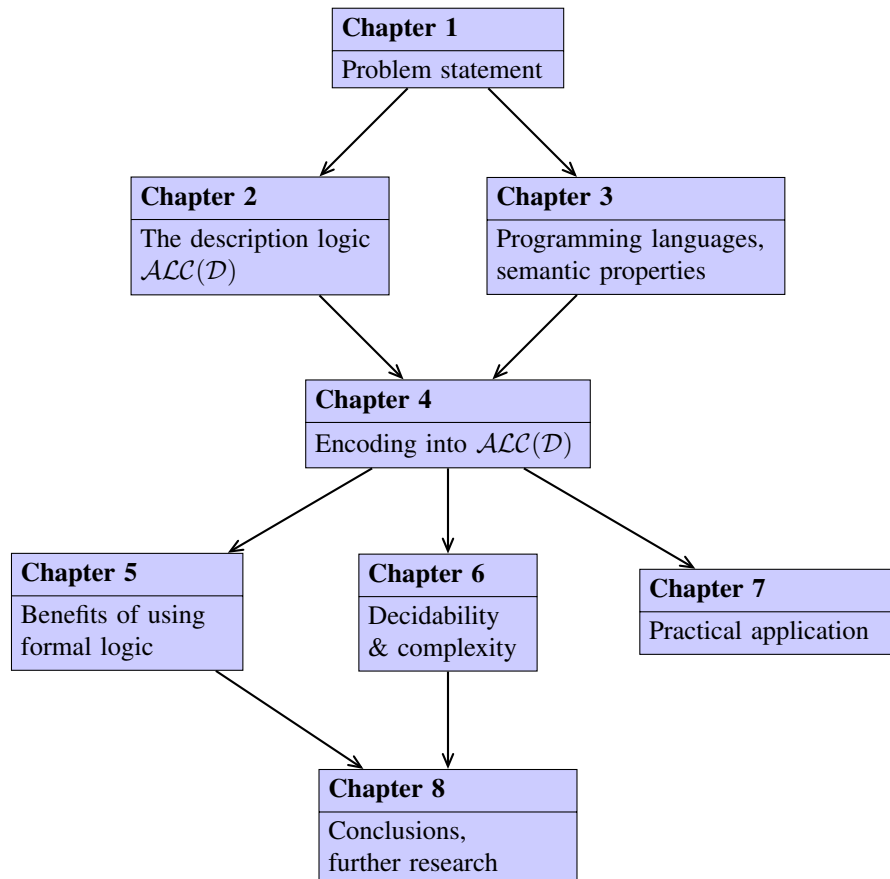 Chapter 1
Problem statement
Chapter 2
The description logic
𝒜ℒ𝒞(𝒟)
Chapter 3
Programming languages,
semantic properties
Chapter 4
Encoding into 𝒜ℒ𝒞(𝒟)
Chapter 5
Benefits of using
formal logic
Chapter 6
Decidability
& complexity
Chapter 7
Practical application
Chapter 8
Conclusions,
further research